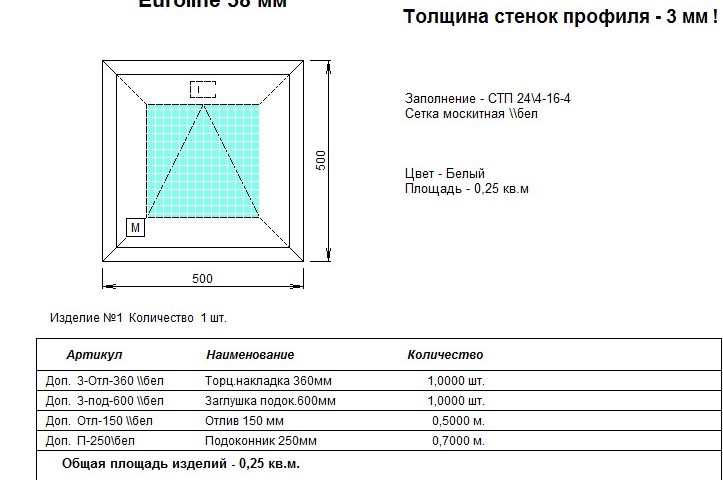 Euroline 58 мм
Толщина стенок профиля - 3 мм !
Заполнение - СТП 24\4-16-4
Сетка москитная \\бел
Цвет - Белый
Площадь - 0,25 кв.м
500
М
500
Изделие №1 Количество 1 шт.
Артикул Наименование Количество
Доп. З-Отл-360 \\бел Торц.накладка 360мм 1,0000 шт.
Доп. З-под-600 \\бел Заглушка подок.600мм 1,0000 шт.
Доп. Отл-150 \\бел Отлив 150 мм 0,5000 м.
Доп. П-250\бел Подоконник 250мм 0,7000 м.
Общая площадь изделий - 0,25 кв.м.